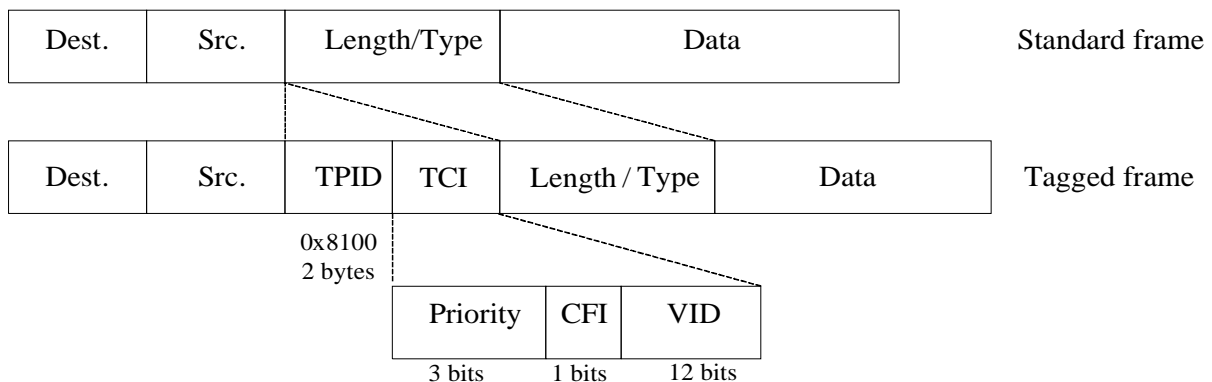 Dest. Src. Length/Type Data Standard frame
Dest. Src. TPID TCI Length / Type Data Tagged frame
0x8100
2 bytes
Priority CFI VID
3 bits 1 bits 12 bits